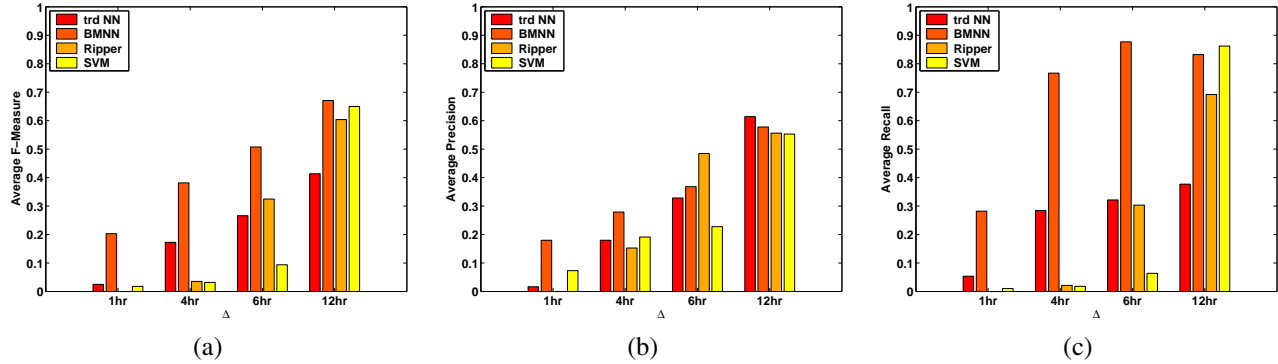 Average F-Measure
1
0.9
0.8
0.7
0.6
0.5
0.4
0.3
0.2
0.1
0
trd NN
BMNN
Ripper
SVM
1hr 4hr 6hr 12hr
Δ
(a)
Average Precision
1
0.9
0.8
0.7
0.6
0.5
0.4
0.3
0.2
0.1
0
trd NN
BMNN
Ripper
SVM
1hr 4hr 6hr 12hr
Δ
(b)
Average Recall
1
0.9
0.8
0.7
0.6
0.5
0.4
0.3
0.2
0.1
0
trd NN
BMNN
Ripper
SVM
1hr 4hr 6hr 12hr
Δ
(c)